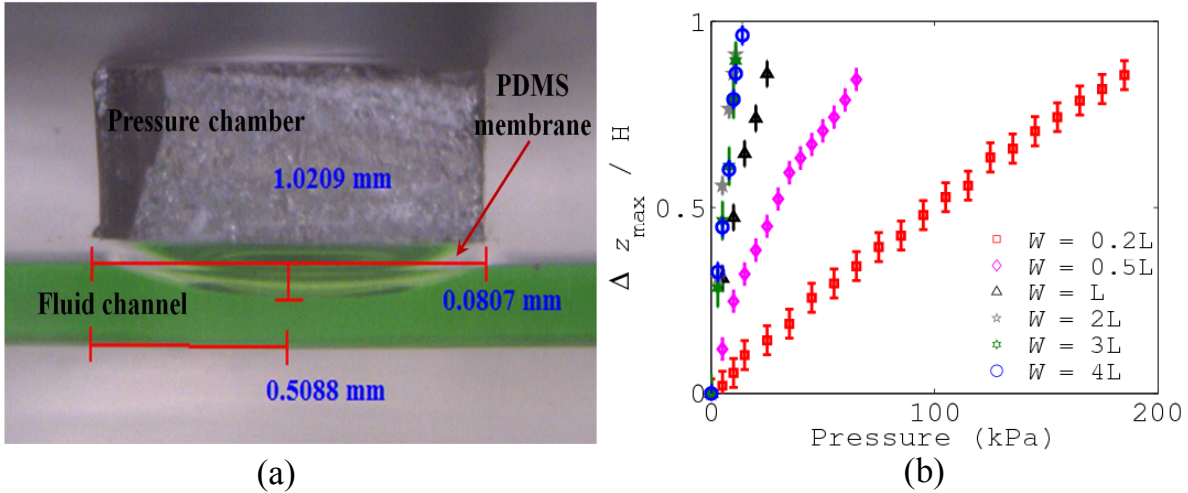 Pressure chamber
PDMS
membrane
1.0209 mm
Fluid channel
0.0807 mm
0.5088 mm
(a)
1
0.5
0
Δ z_max / H
0
100
200
Pressure (kPa)
W = 0.2L
W = 0.5L
W = L
W = 2L
W = 3L
W = 4L
(b)